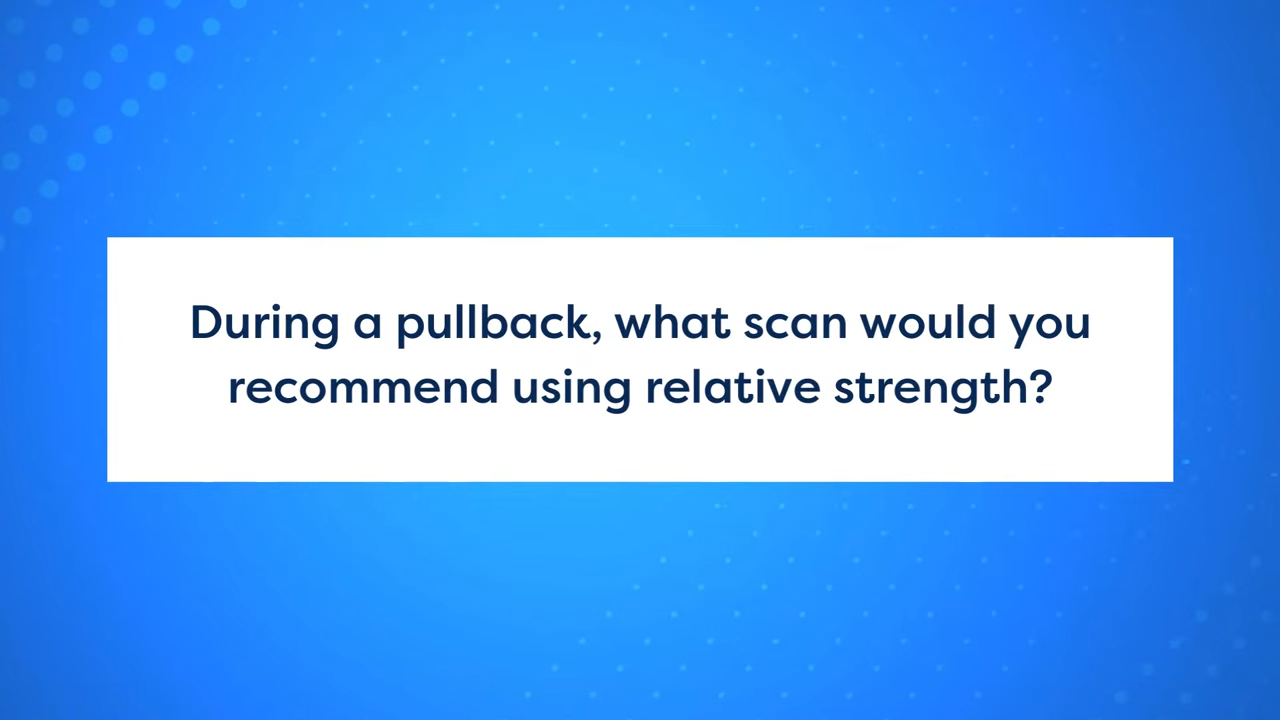 During a pullback, what scan would you
recommend using relative strength?